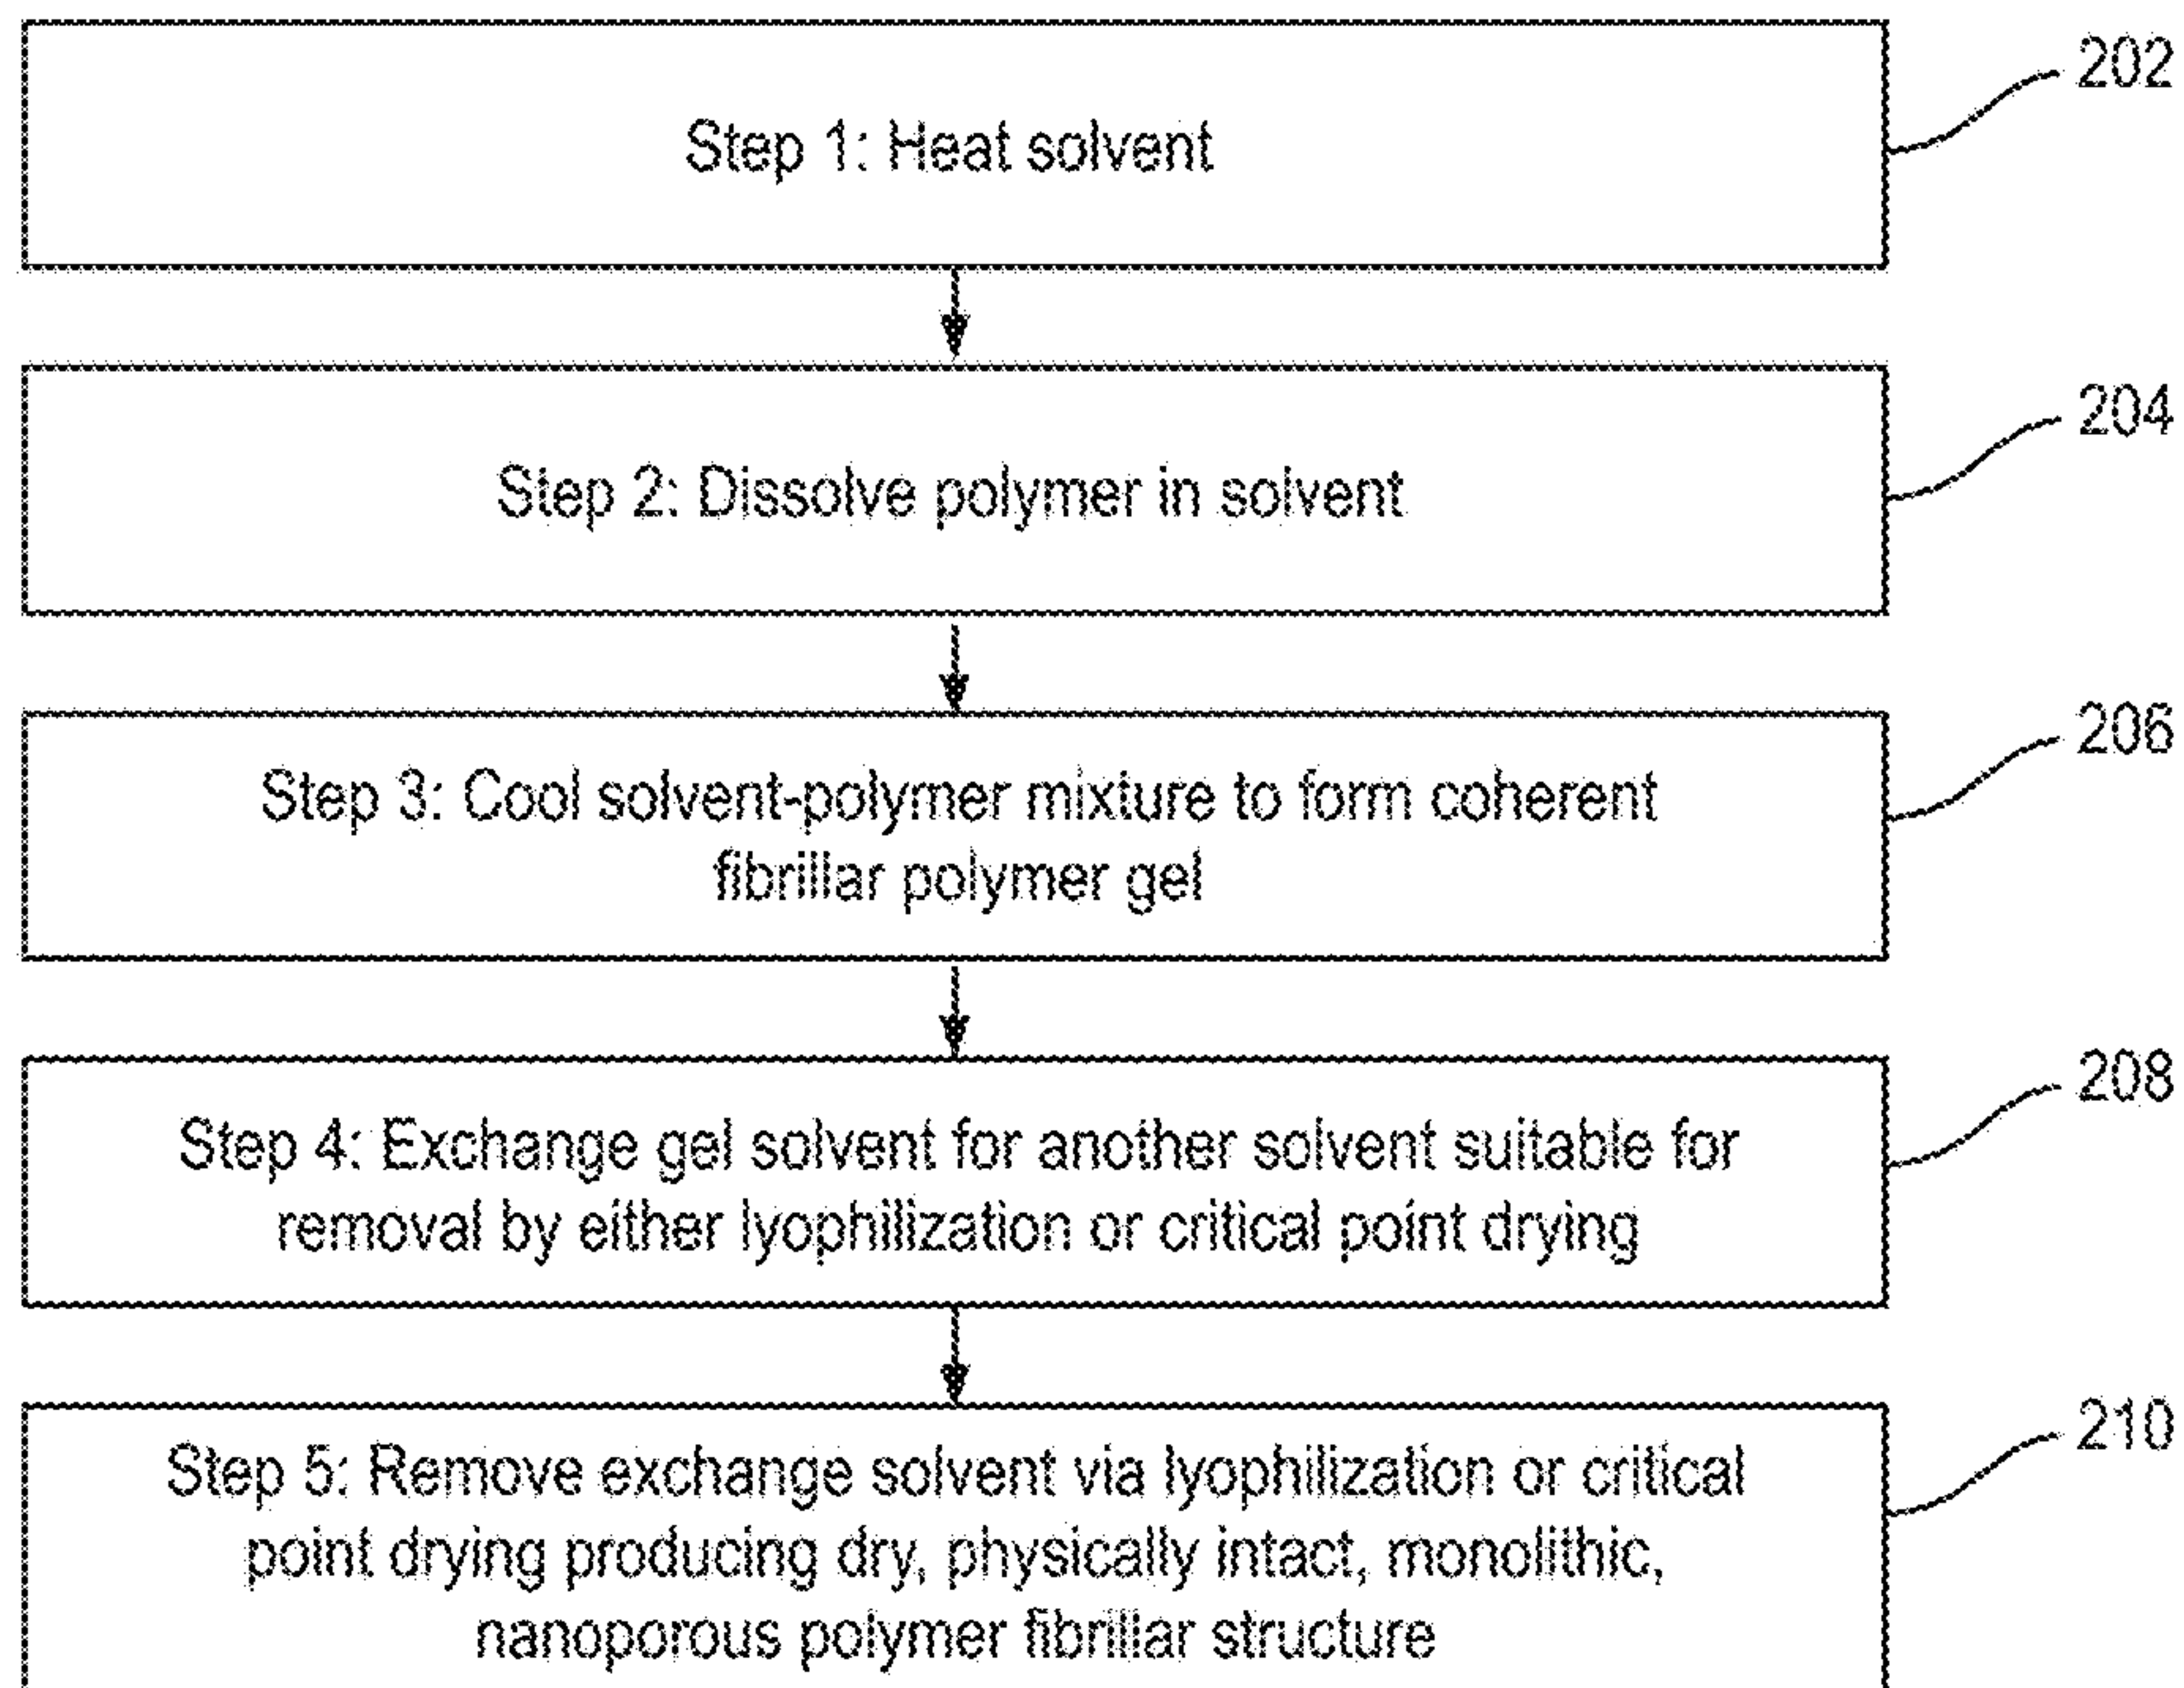 202
Step 1: Heat solvent
204
Step 2: Dissolve polymer in solvent
206
Step 3: Cool solvent-polymer mixture to form coherent
fibrillar polymer gel
208
Step 4: Exchange gel solvent for another solvent suitable for
removal by either lyophilization or critical point drying
210
Step 5: Remove exchange solvent via lyophilization or critical
point drying producing dry, physically intact, monolithic,
nanoporous polymer fibrillar structure